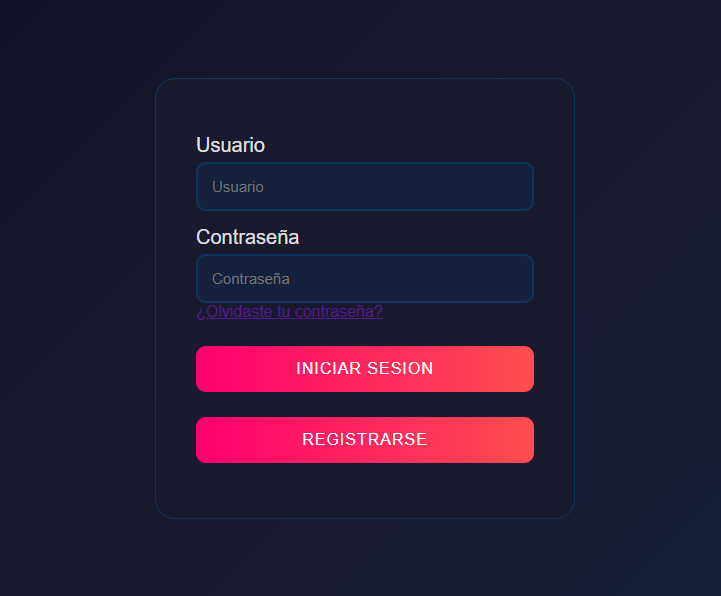 Usuario
Usuario
Contraseña
Contraseña
¿Olvidaste tu contraseña?
INICIAR SESION
REGISTRARSE